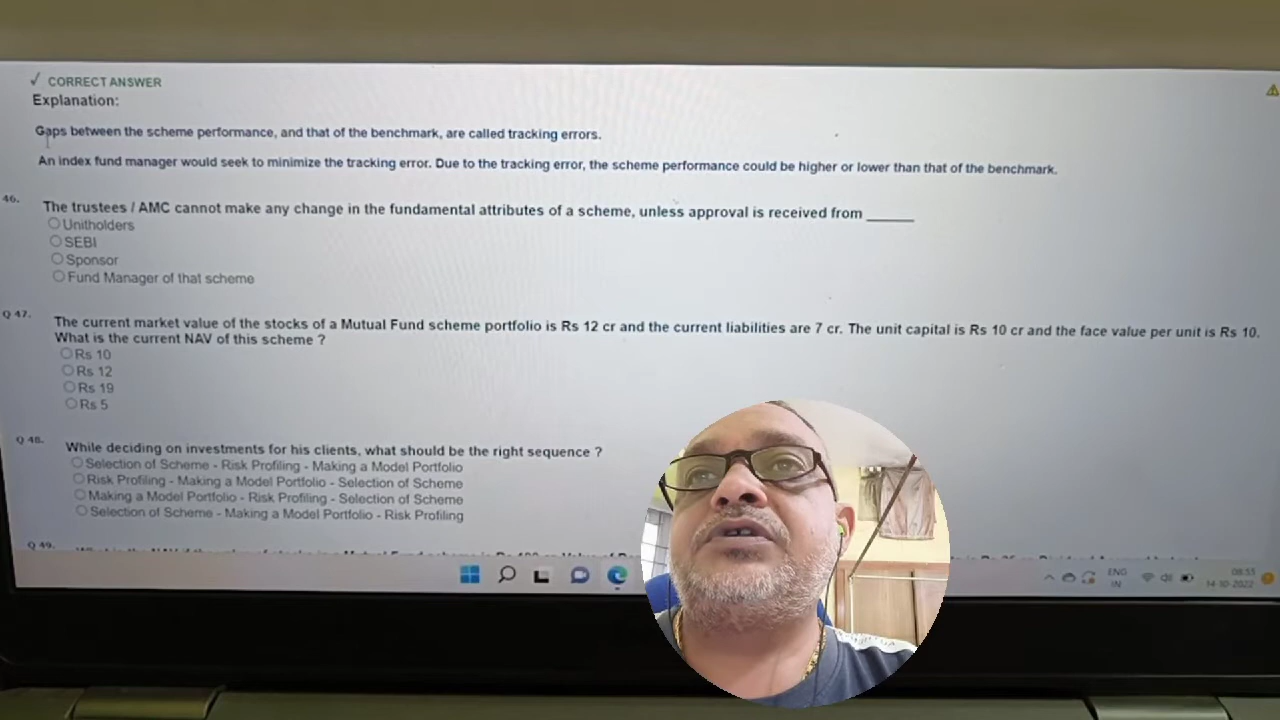 ✓ CORRECT ANSWER
Explanation:
Gaps between the scheme performance, and that of the benchmark, are called tracking errors.
An index fund manager would seek to minimize the tracking error. Due to the tracking error, the scheme performance could be higher or lower than that of the benchmark.
46. The trustees / AMC cannot make any change in the fundamental attributes of a scheme, unless approval is received from ______
Unitholders
SEBI
Sponsor
Fund Manager of that scheme
Q 47. The current market value of the stocks of a Mutual Fund scheme portfolio is Rs 12 cr and the current liabilities are 7 cr. The unit capital is Rs 10 cr and the face value per unit is Rs 10.
What is the current NAV of this scheme ?
Rs 10
Rs 12
Rs 19
Rs 5
Q 48. While deciding on investments for his clients, what should be the right sequence ?
Selection of Scheme - Risk Profiling - Making a Model Portfolio
Risk Profiling - Making a Model Portfolio - Selection of Scheme
Making a Model Portfolio - Risk Profiling - Selection of Scheme
Selection of Scheme - Making a Model Portfolio - Risk Profiling
Q 49.
ENG
IN
08:55
14-10-2022